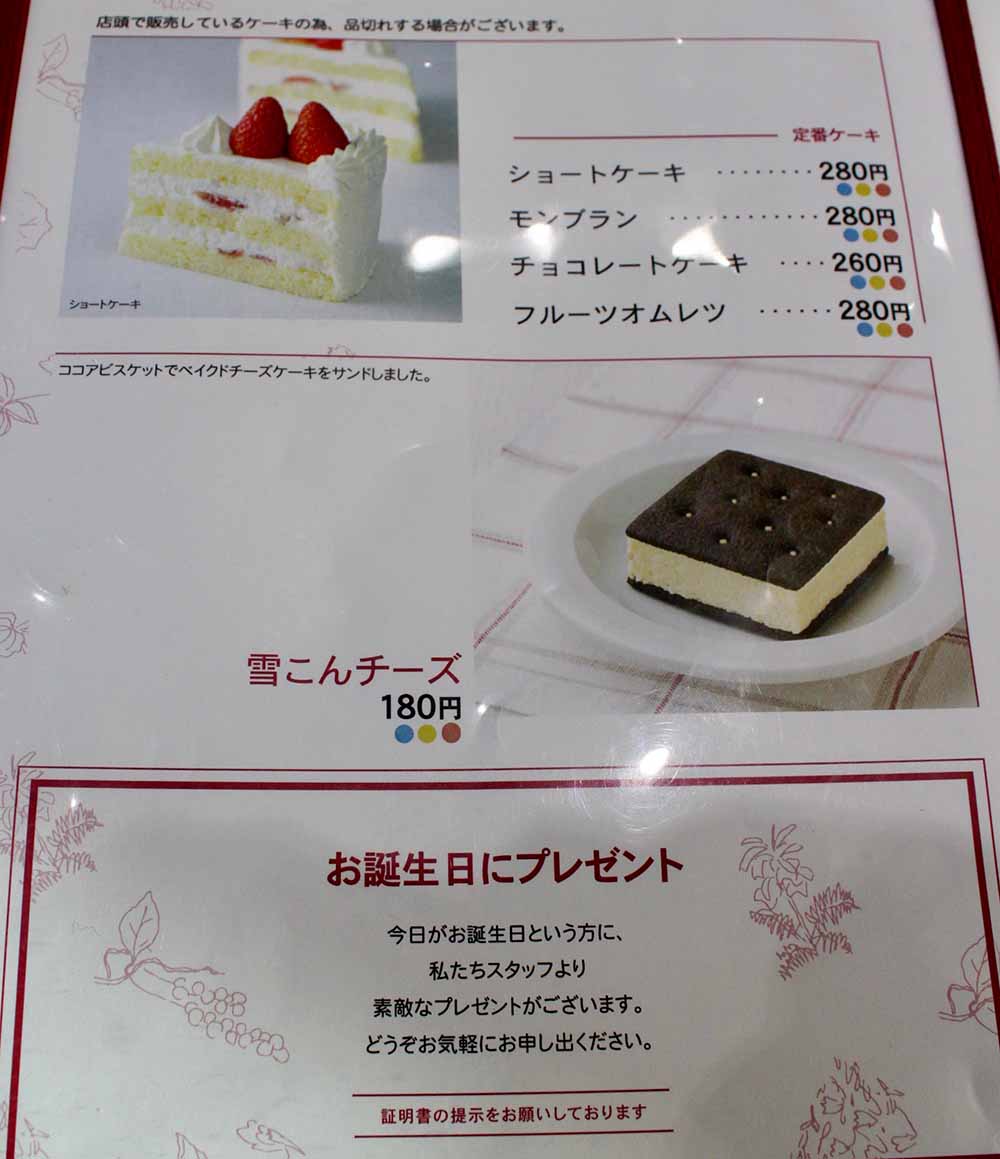 店頭で販売しているケーキの為、品切れする場合がございます。
定番ケーキ
ショートケーキ ········ 280円
モンブラン ············ 280円
チョコレートケーキ ···· 260円
フルーツオムレツ ······ 280円
ショートケーキ
ココアビスケットでベイクドチーズケーキをサンドしました。
雪こんチーズ
180円
お誕生日にプレゼント
今日がお誕生日という方に、
私たちスタッフより
素敵なプレゼントがございます。
どうぞお気軽にお申し出ください。
証明書の提示をお願いしております